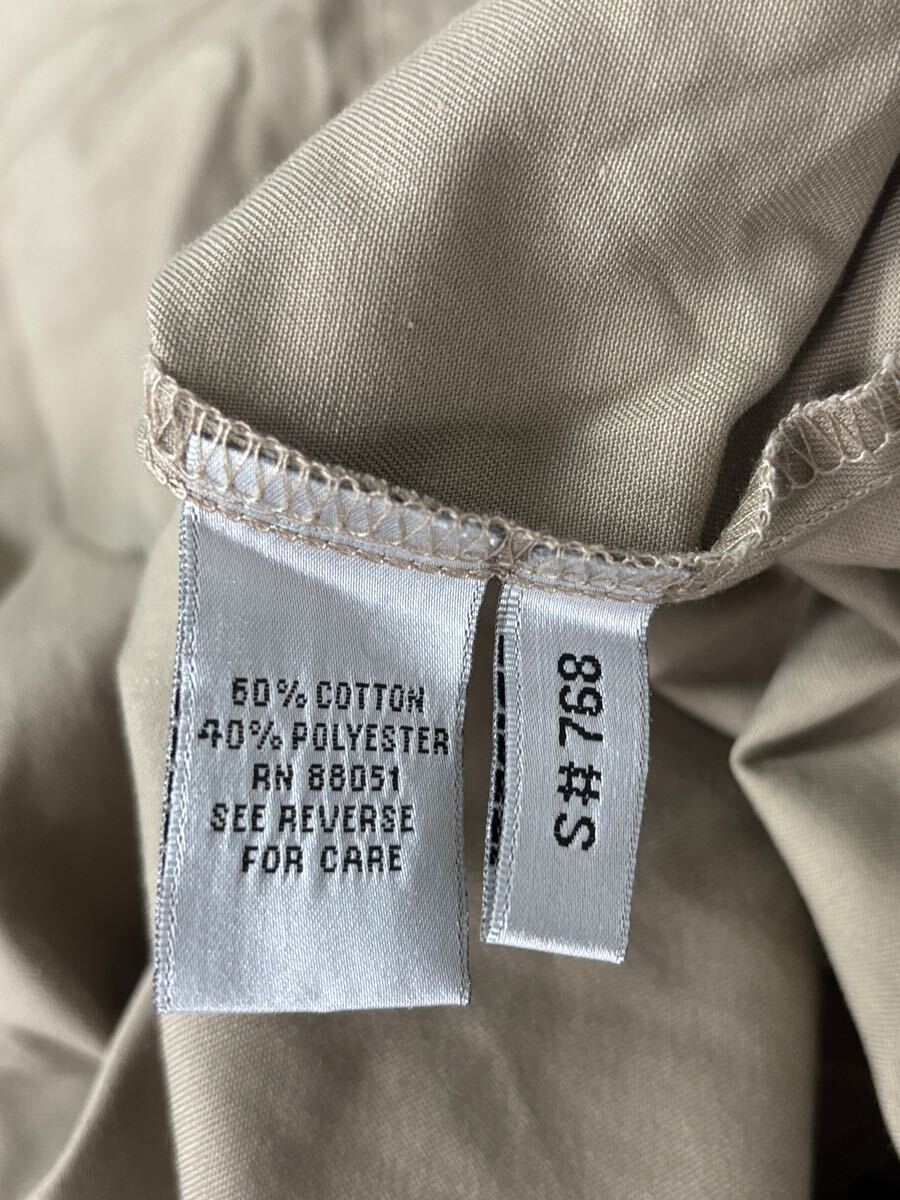 60% COTTON
40% POLYESTER
RN 88051
SEE REVERSE
FOR CARE
S# 768